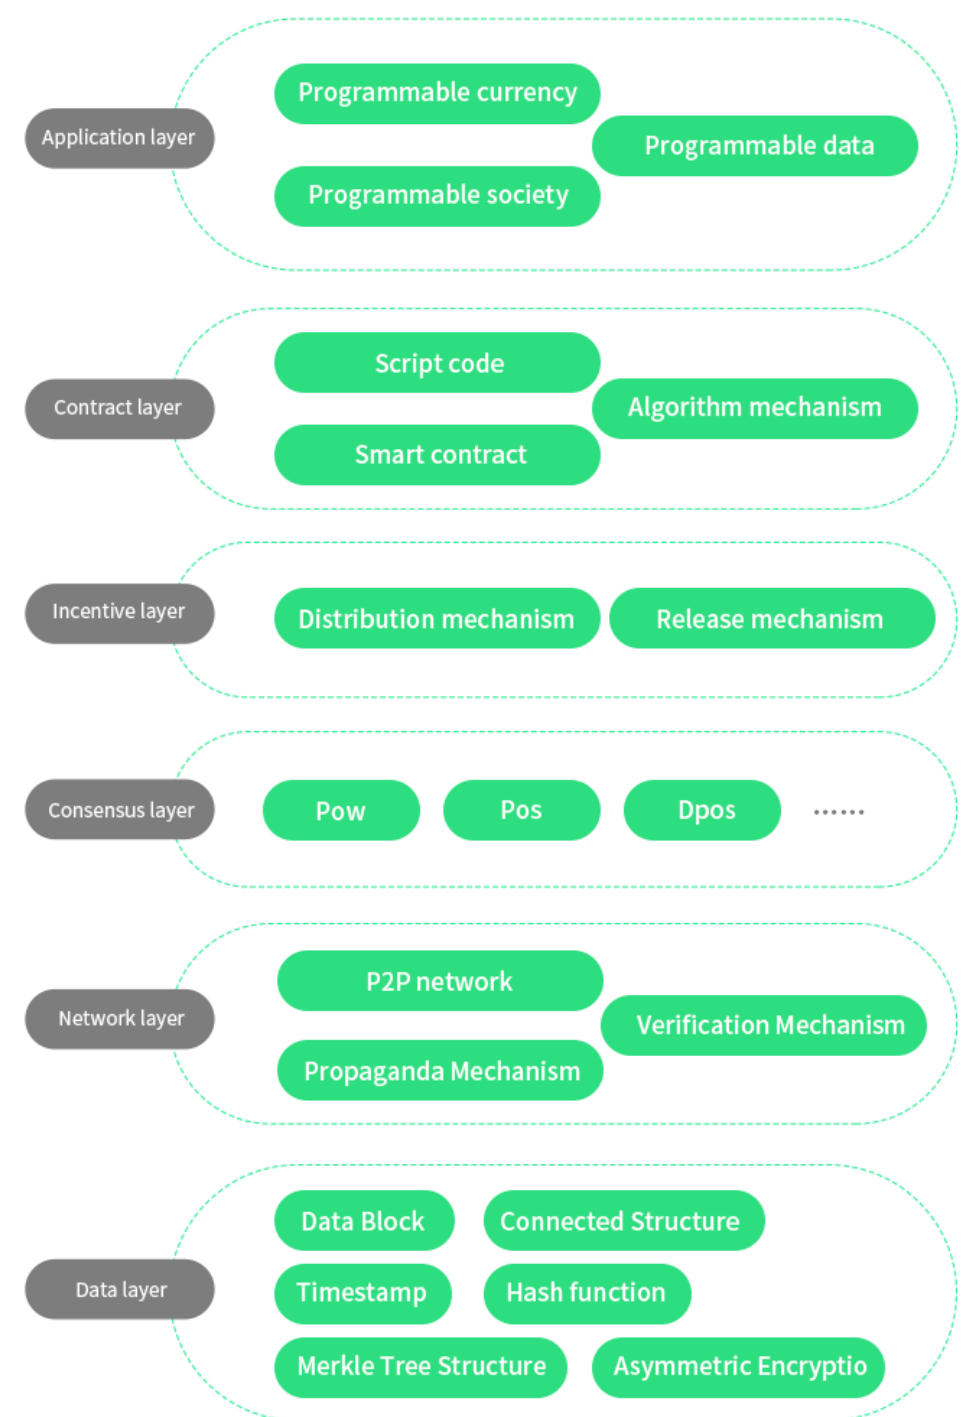 Application layer
Programmable currency
Programmable data
Programmable society
Contract layer
Script code
Algorithm mechanism
Smart contract
Incentive layer
Distribution mechanism
Release mechanism
Consensus layer
Pow
Pos
Dpos
......
Network layer
P2P network
Verification Mechanism
Propaganda Mechanism
Data layer
Data Block
Connected Structure
Timestamp
Hash function
Merkle Tree Structure
Asymmetric Encryptio